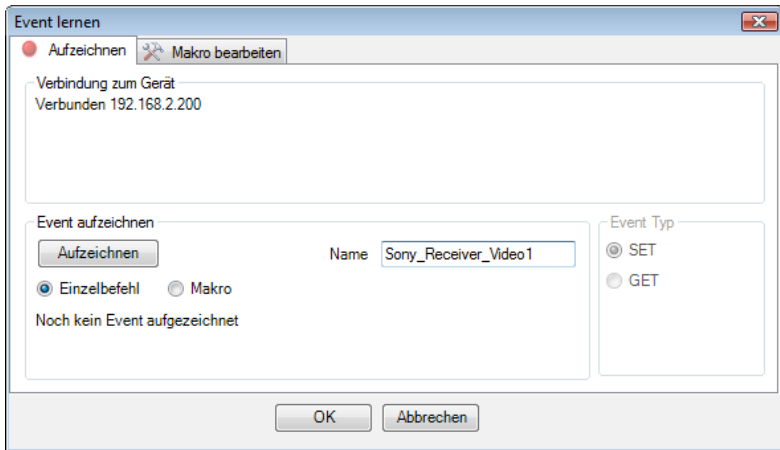 Event lernen
Aufzeichnen Makro bearbeiten
Verbindung zum Gerät
Verbunden 192.168.2.200
Event aufzeichnen
Event Typ
Aufzeichnen Name Sony_Receiver_Video1
SET
Einzelbefehl Makro
GET
Noch kein Event aufgezeichnet
OK Abbrechen